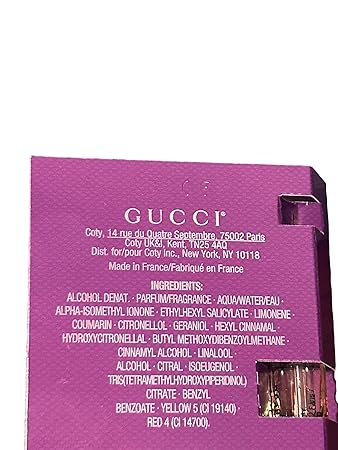 GUCCI®
Coty, 14 rue du Quatre Septembre, 75002 Paris
Coty UK&I, Kent, TN25 4AQ
Dist. for/pour Coty inc., New York, NY 10118
Made in France/Fabriqué en France
INGREDIENTS:
ALCOHOL DENAT. · PARFUM/FRAGRANCE · AQUA/WATER/EAU ·
ALPHA-ISOMETHYL IONONE · ETHYLHEXYL SALICYLATE · LIMONENE ·
COUMARIN · CITRONELLOL · GERANIOL · HEXYL CINNAMAL ·
HYDROXYCITRONELLAL · BUTYL METHOXYDIBENZOYLMETHANE ·
CINNAMYL ALCOHOL · LINALOOL ·
ALCOHOL · CITRAL · ISOEUGENOL ·
TRIS(TETRAMETHYLHYDROXYPIPERIDINOL)
CITRATE · BENZYL
BENZOATE · YELLOW 5 (CI 19140) ·
RED 4 (CI 14700).